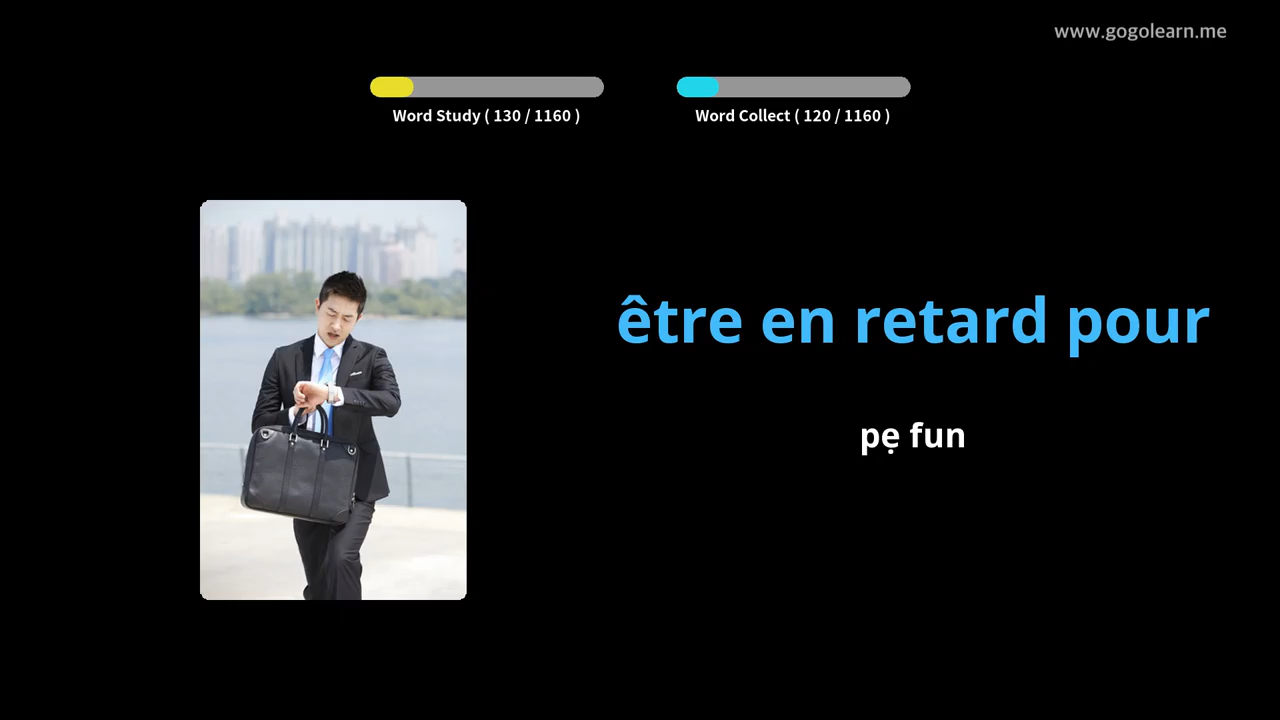 www.gogolearn.me
Word Study ( 130 / 1160 )
Word Collect ( 120 / 1160 )
être en retard pour
pẹ fun